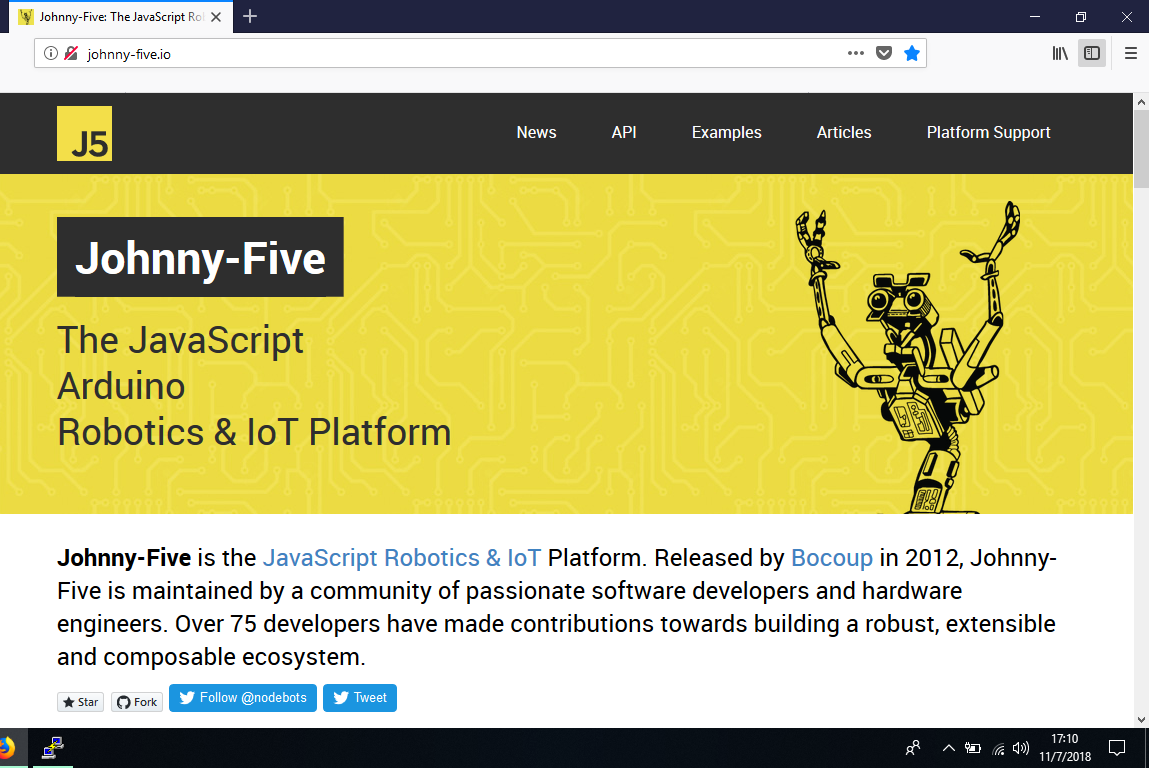 Johnny-Five: The JavaScript Ro
johnny-five.io
J5
News
API
Examples
Articles
Platform Support
Johnny-Five
The JavaScript
Arduino
Robotics & IoT Platform
Johnny-Five is the JavaScript Robotics & IoT Platform. Released by Bocoup in 2012, Johnny-
Five is maintained by a community of passionate software developers and hardware
engineers. Over 75 developers have made contributions towards building a robust, extensible
and composable ecosystem.
Star
Fork
Follow @nodebots
Tweet
17:10
11/7/2018